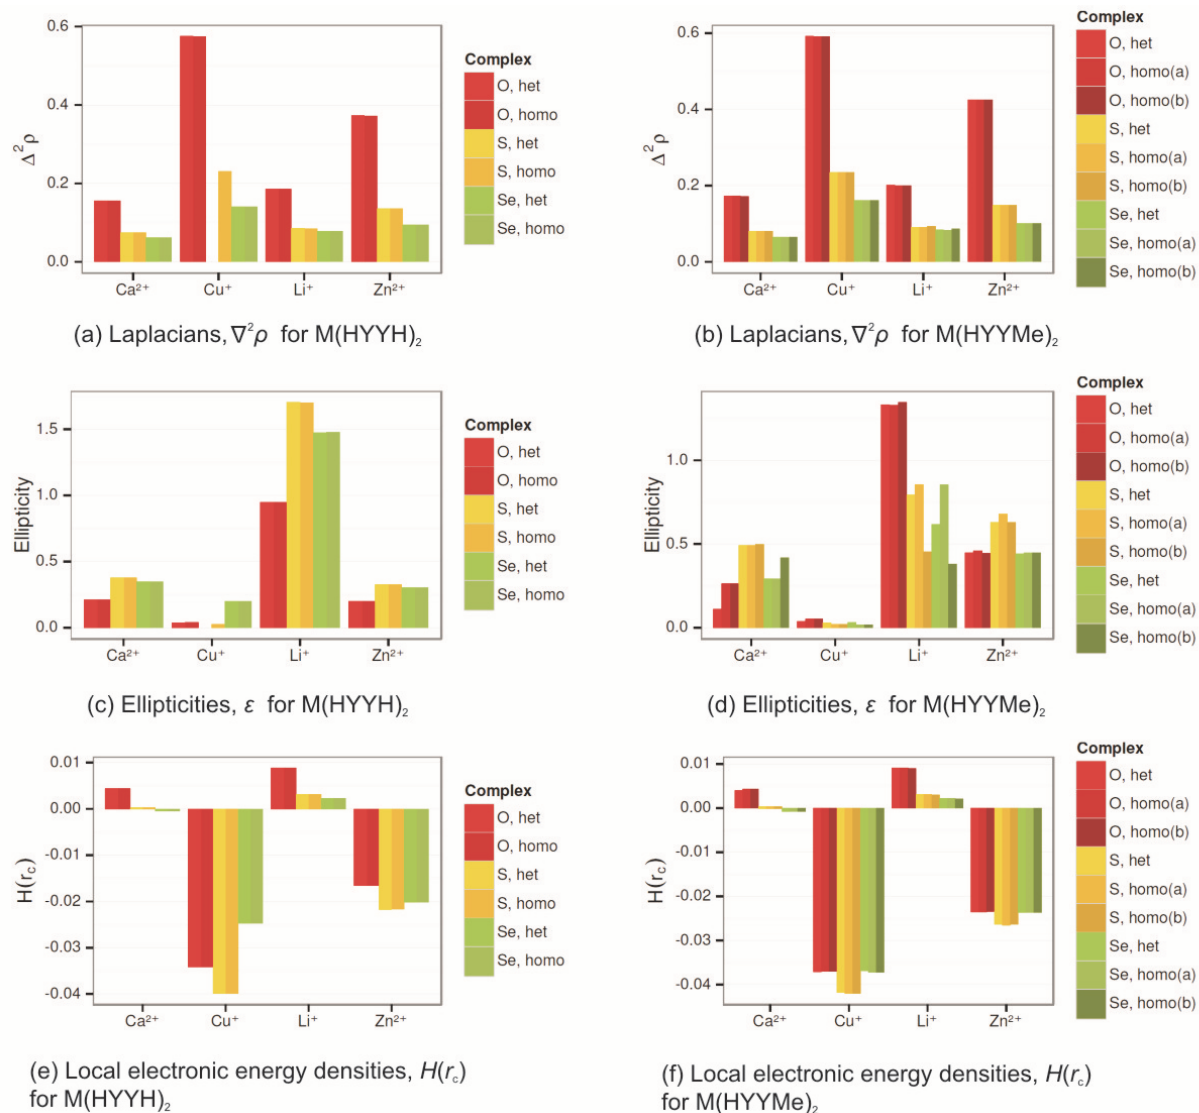 0.6
0.4
0.2
0.0
Δ²ρ
Ca²⁺ Cu⁺ Li⁺ Zn²⁺
Complex
O, het
O, homo
S, het
S, homo
Se, het
Se, homo
(a) Laplacians, ∇²ρ for M(HYYH)₂
0.6
0.4
0.2
0.0
Δ²ρ
Ca²⁺ Cu⁺ Li⁺ Zn²⁺
Complex
O, het
O, homo(a)
O, homo(b)
S, het
S, homo(a)
S, homo(b)
Se, het
Se, homo(a)
Se, homo(b)
(b) Laplacians, ∇²ρ for M(HYYMe)₂
1.5
1.0
0.5
0.0
Ellipticity
Ca²⁺ Cu⁺ Li⁺ Zn²⁺
Complex
O, het
O, homo
S, het
S, homo
Se, het
Se, homo
(c) Ellipticities, ε for M(HYYH)₂
1.0
0.5
0.0
Ellipticity
Ca²⁺ Cu⁺ Li⁺ Zn²⁺
Complex
O, het
O, homo(a)
O, homo(b)
S, het
S, homo(a)
S, homo(b)
Se, het
Se, homo(a)
Se, homo(b)
(d) Ellipticities, ε for M(HYYMe)₂
0.01
0.00
-0.01
-0.02
-0.03
-0.04
H(r_c)
Ca²⁺ Cu⁺ Li⁺ Zn²⁺
Complex
O, het
O, homo
S, het
S, homo
Se, het
Se, homo
(e) Local electronic energy densities, H(r_c)
for M(HYYH)₂
0.01
0.00
-0.01
-0.02
-0.03
-0.04
H(r_c)
Ca²⁺ Cu⁺ Li⁺ Zn²⁺
Complex
O, het
O, homo(a)
O, homo(b)
S, het
S, homo(a)
S, homo(b)
Se, het
Se, homo(a)
Se, homo(b)
(f) Local electronic energy densities, H(r_c)
for M(HYYMe)₂